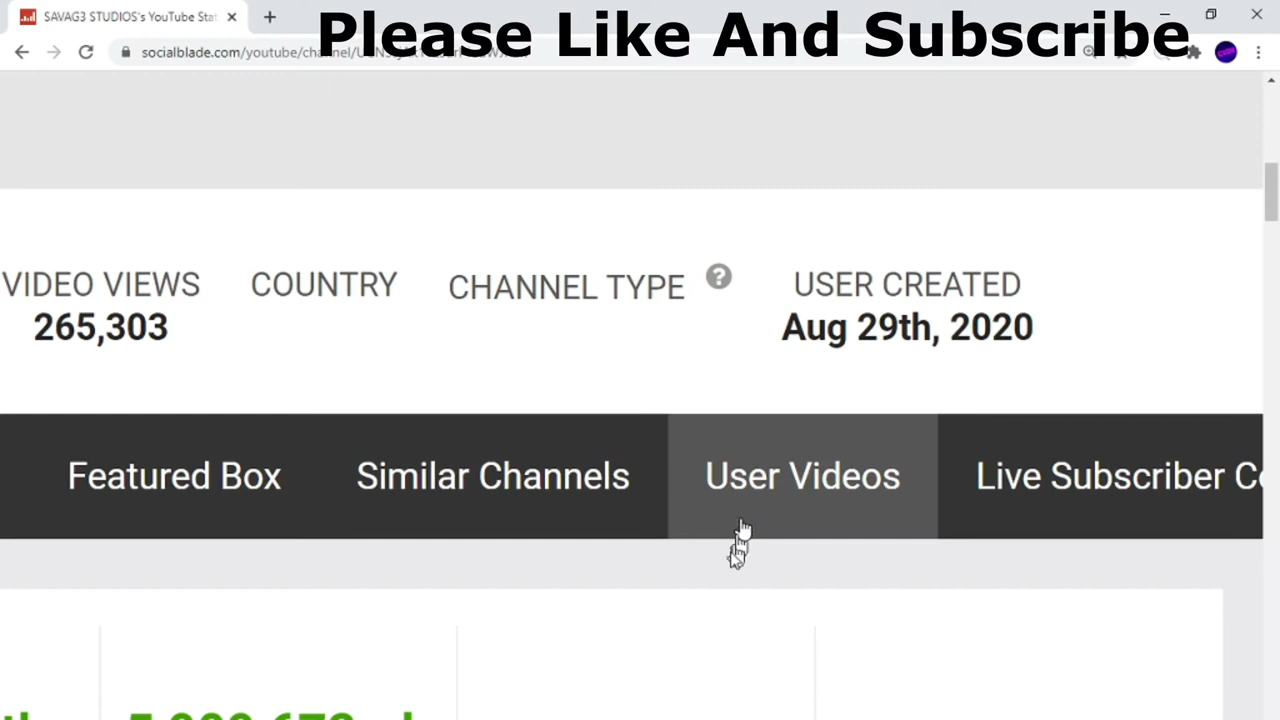 SAVAG3 STUDIOS's YouTube Stat
Please Like And Subscribe
socialblade.com/youtube/channel/
VIDEO VIEWS COUNTRY CHANNEL TYPE ? USER CREATED
265,303 Aug 29th, 2020
Featured Box Similar Channels User Videos Live Subscriber Co